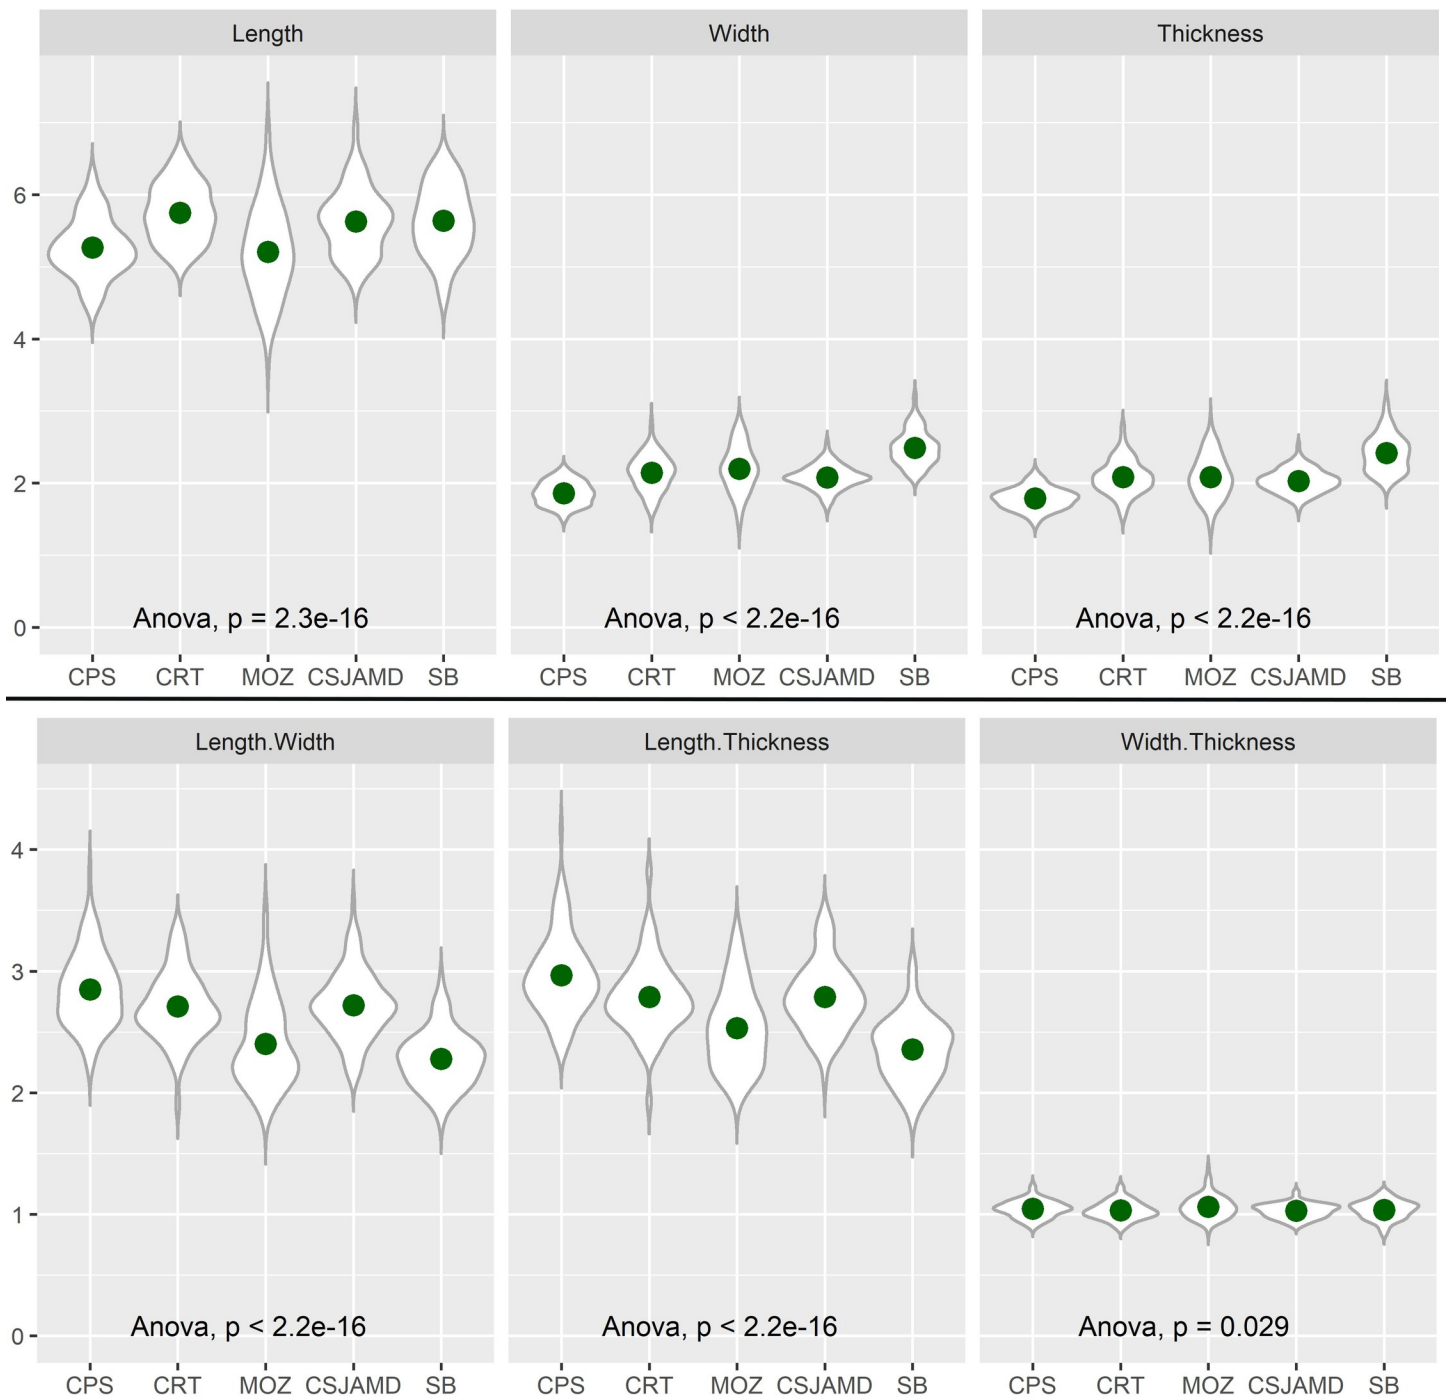 Length Width Thickness
6
4
2
0
Anova, p = 2.3e-16 Anova, p < 2.2e-16 Anova, p < 2.2e-16
CPS CRT MOZ CSJAMD SB CPS CRT MOZ CSJAMD SB CPS CRT MOZ CSJAMD SB
Length.Width Length.Thickness Width.Thickness
4
3
2
1
0
Anova, p < 2.2e-16 Anova, p < 2.2e-16 Anova, p = 0.029
CPS CRT MOZ CSJAMD SB CPS CRT MOZ CSJAMD SB CPS CRT MOZ CSJAMD SB